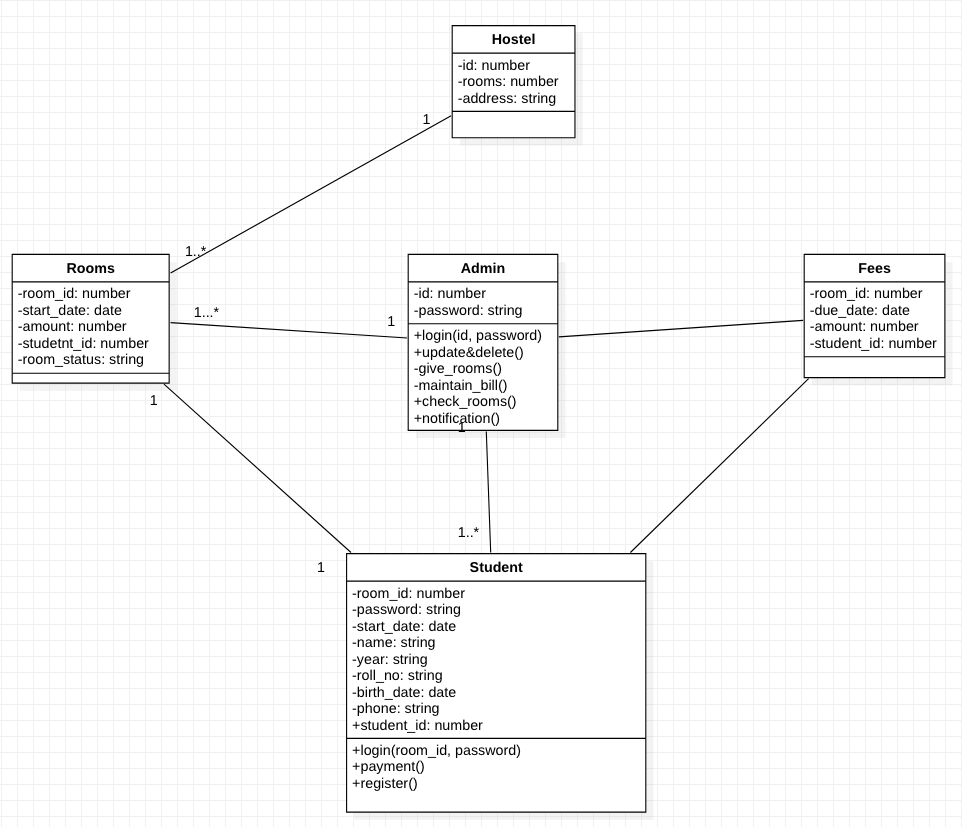 Hostel
-id: number
-rooms: number
-address: string
1
1..*
Rooms
-room_id: number
-start_date: date
-amount: number
-studetnt_id: number
-room_status: string
1...*
1
Admin
-id: number
-password: string
+login(id, password)
+update&delete()
-give_rooms()
-maintain_bill()
+check_rooms()
+notification()
1
Fees
-room_id: number
-due_date: date
-amount: number
-student_id: number
1
1..*
1
Student
-room_id: number
-password: string
-start_date: date
-name: string
-year: string
-roll_no: string
-birth_date: date
-phone: string
+student_id: number
+login(room_id, password)
+payment()
+register()